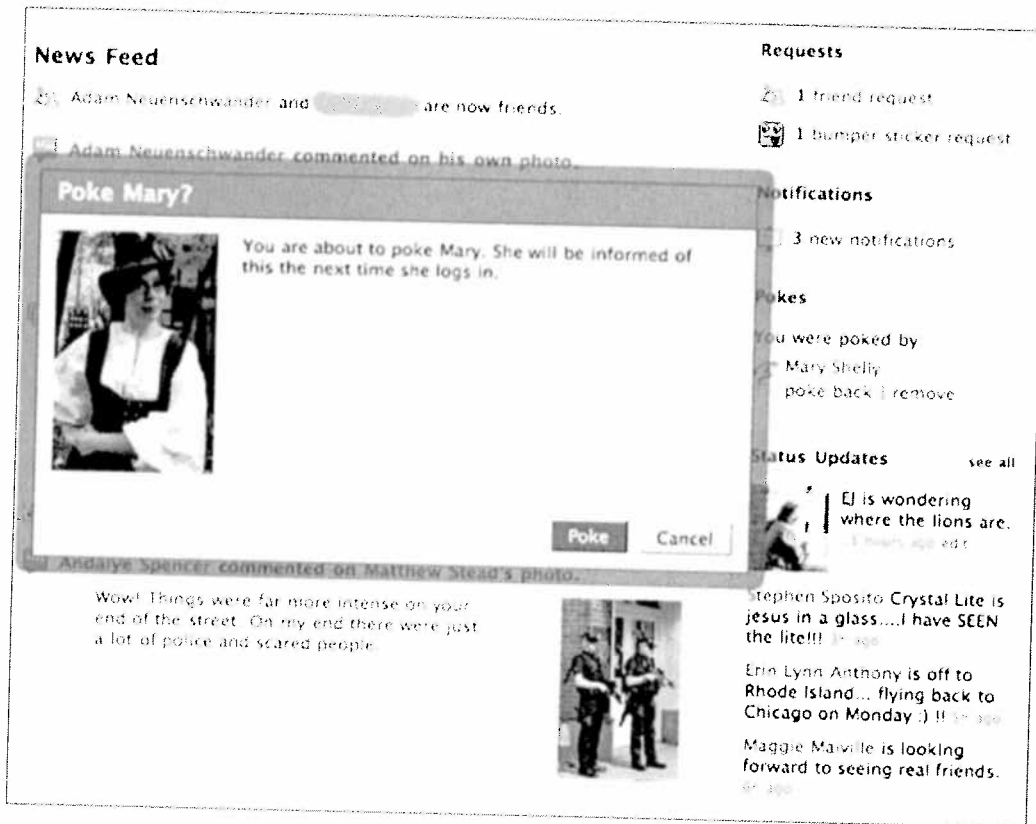 News Feed
Adam Neuenschwander and are now friends.
Adam Neuenschwander commented on his own photo.
Poke Mary?
You are about to poke Mary. She will be informed of
this the next time she logs in.
Poke
Cancel
Andalye Spencer commented on Matthew Stead's photo.
Wow! Things were far more intense on your
end of the street. On my end there were just
a lot of police and scared people.
Requests
1 friend request
1 bumper sticker request
Notifications
3 new notifications
Pokes
You were poked by
Mary Shelly
poke back | remove
Status Updates see all
EJ is wondering
where the lions are.
hours ago edit
Stephen Sposito Crystal Lite is
jesus in a glass....I have SEEN
the lite!!! ago
Erin Lynn Anthony is off to
Rhode Island... flying back to
Chicago on Monday :) !! ago
Maggie Maiville is looking
forward to seeing real friends.
ago